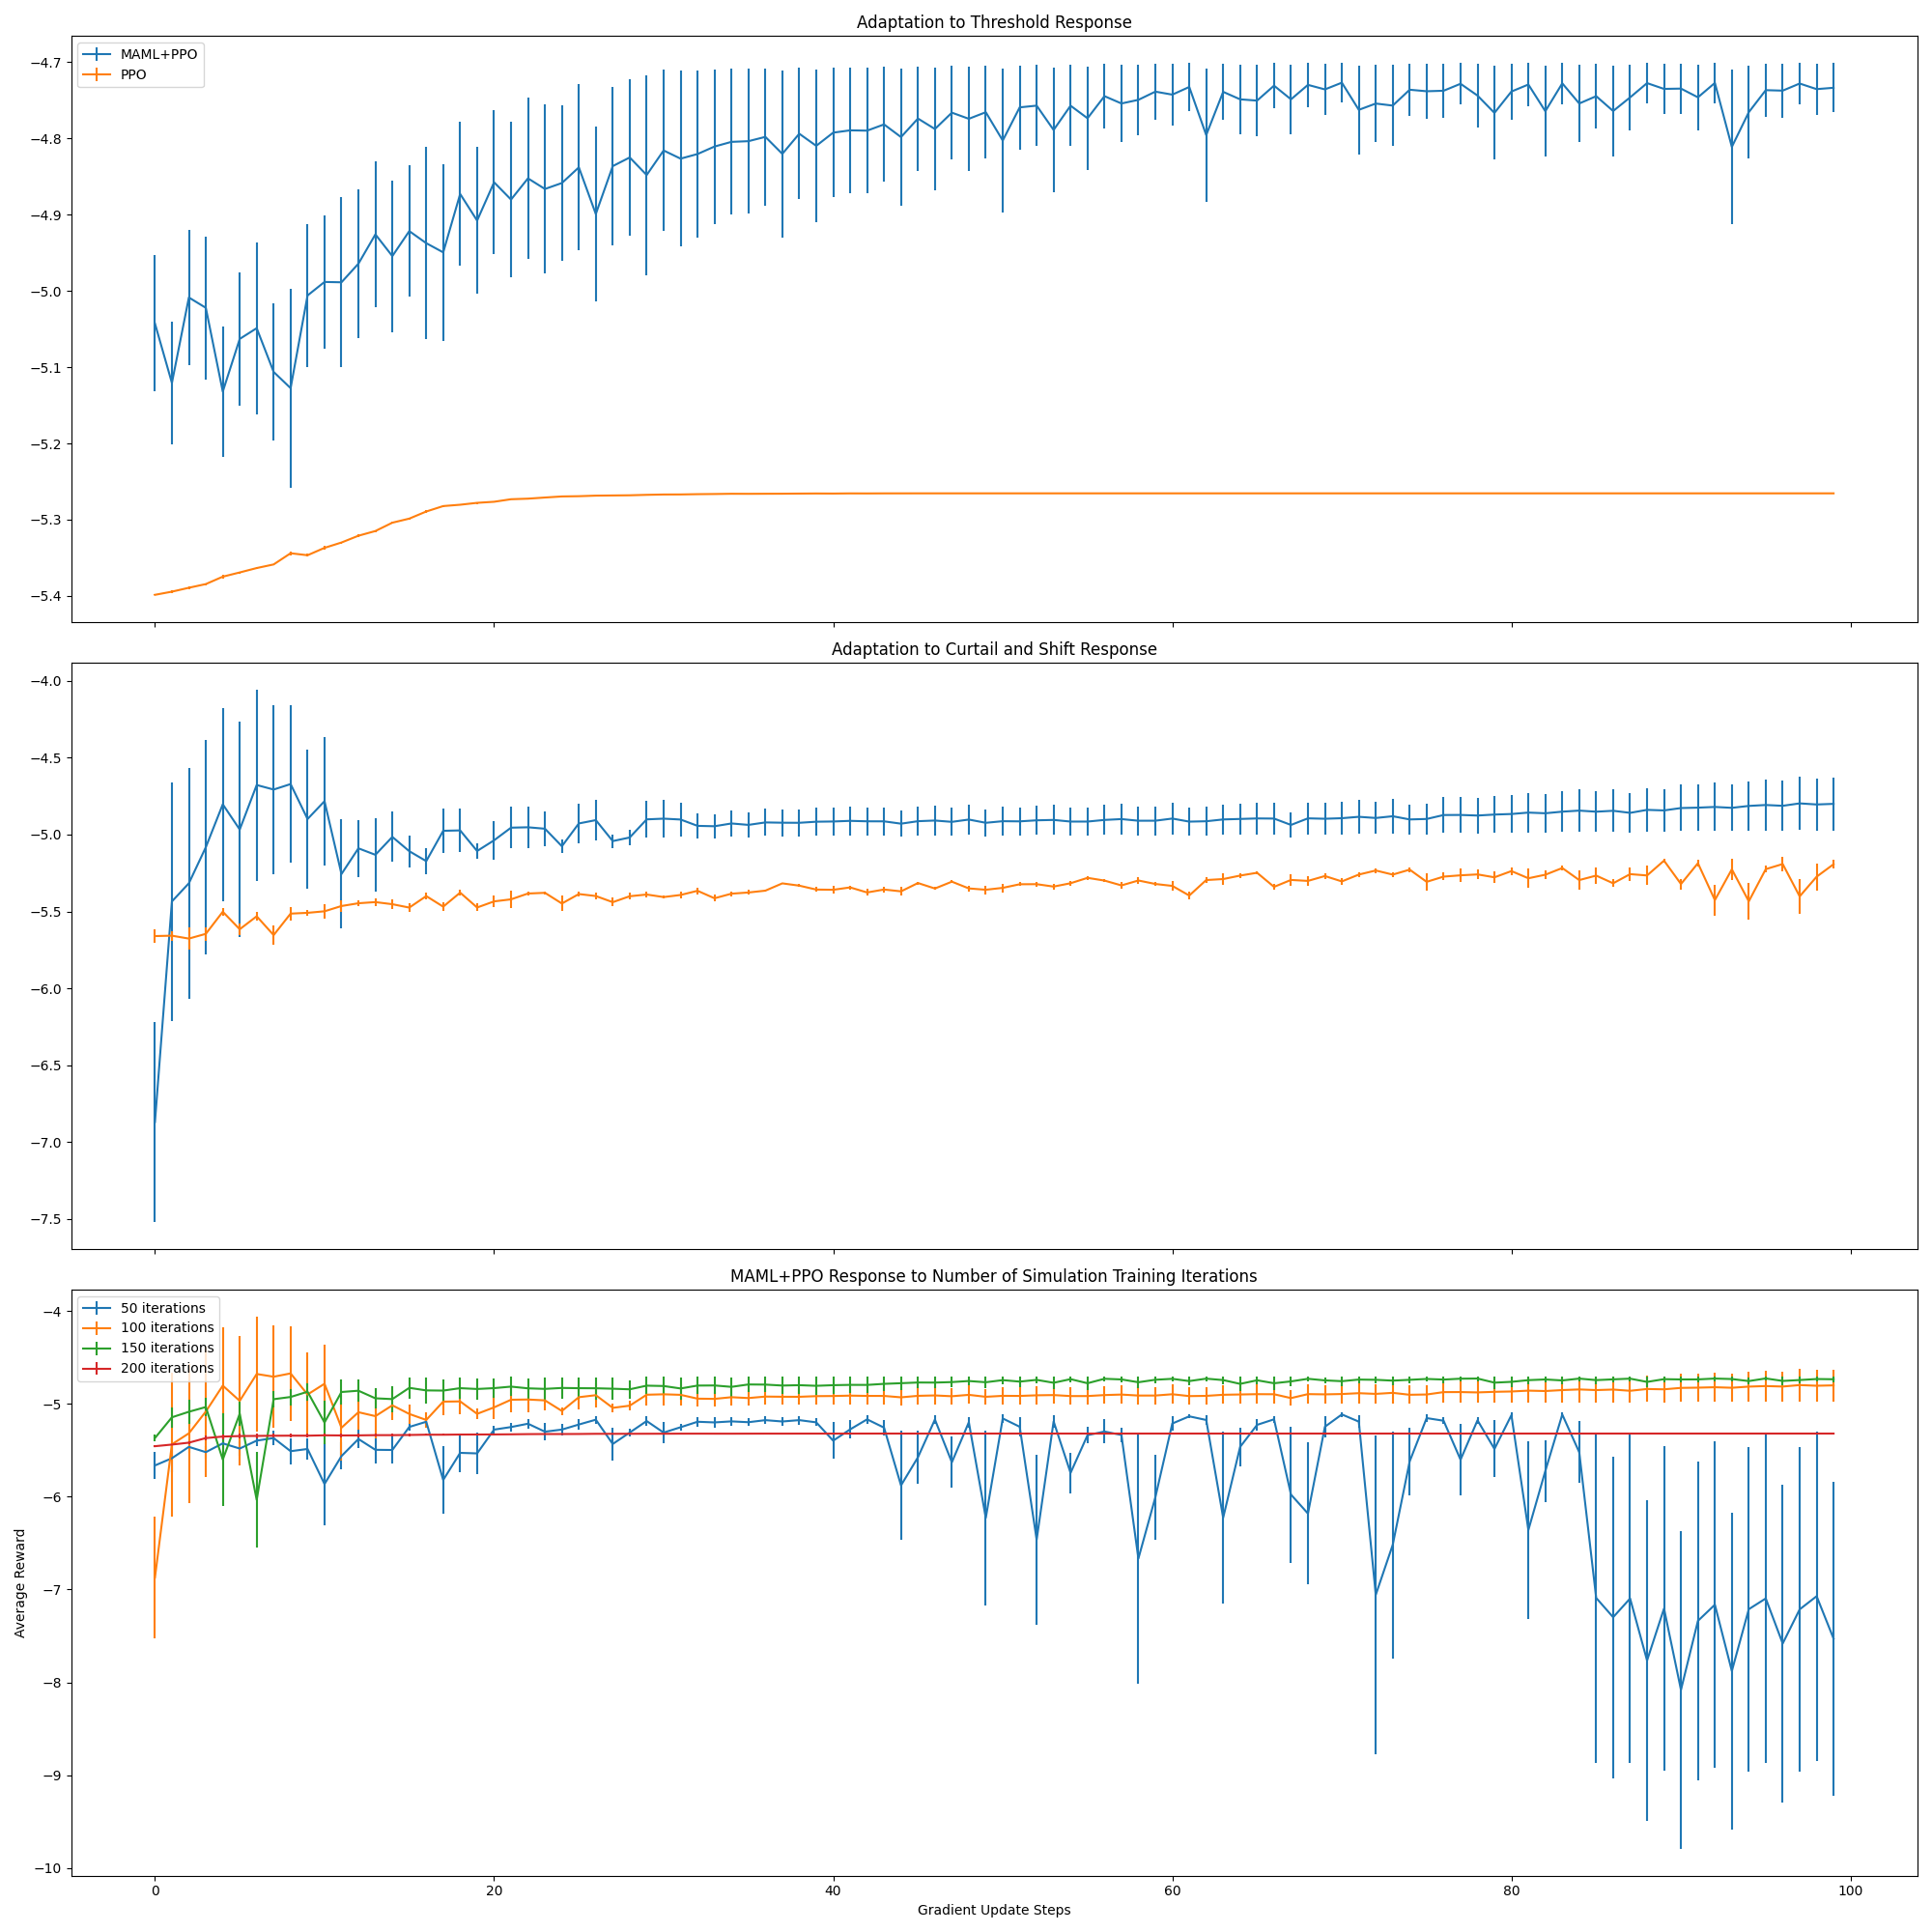 Adaptation to Threshold Response
MAML+PPO
PPO
−4.7
−4.8
−4.9
−5.0
−5.1
−5.2
−5.3
−5.4
Adaptation to Curtail and Shift Response
−4.0
−4.5
−5.0
−5.5
−6.0
−6.5
−7.0
−7.5
MAML+PPO Response to Number of Simulation Training Iterations
50 iterations
100 iterations
150 iterations
200 iterations
−4
−5
−6
−7
−8
−9
−10
Average Reward
0 20 40 60 80 100
Gradient Update Steps